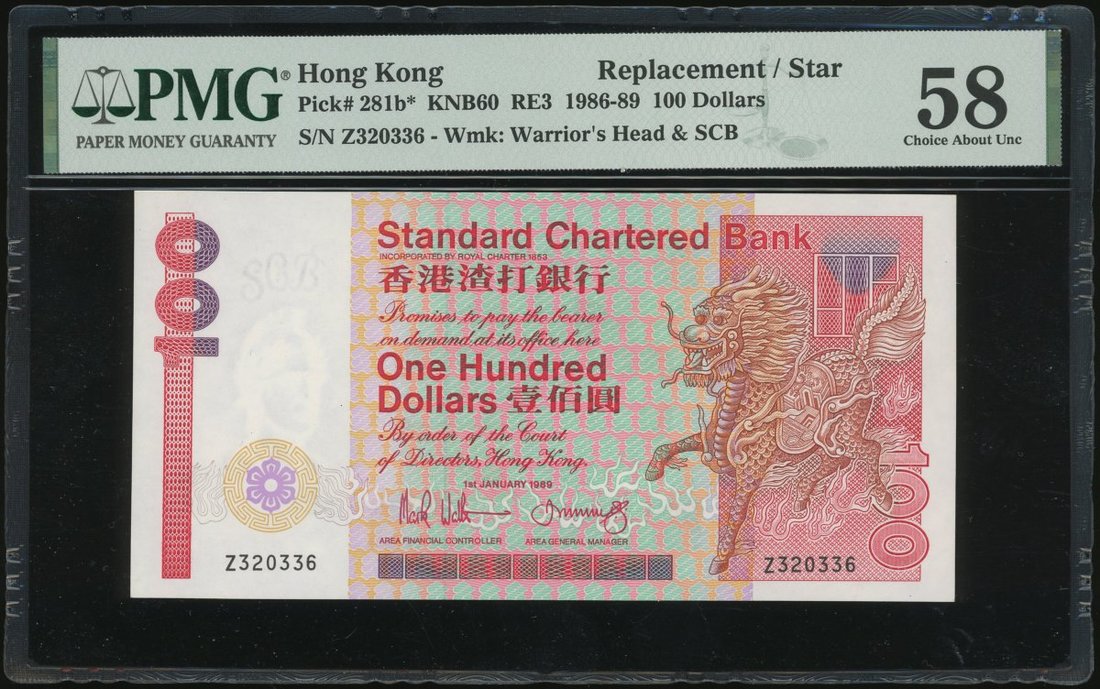 PMG®
PAPER MONEY GUARANTY
Hong Kong
Replacement / Star
Pick# 281b* KNB60 RE3 1986-89 100 Dollars
S/N Z320336 - Wmk: Warrior's Head & SCB
58
Choice About Unc
100
SCB
Standard Chartered Bank
INCORPORATED BY ROYAL CHARTER 1853
香港渣打銀行
Promises to pay the bearer
on demand at its office here
One Hundred
Dollars 壹佰圓
By order of the Court
of Directors, Hong Kong.
1st JANUARY 1989
AREA FINANCIAL CONTROLLER
AREA GENERAL MANAGER
Z320336
Z320336
100